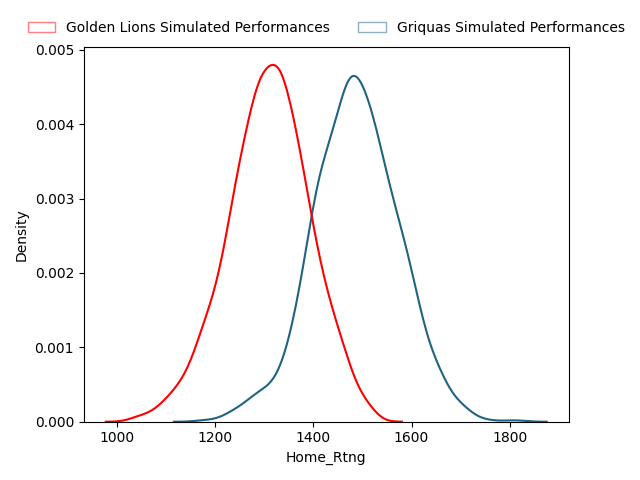 Golden Lions Simulated Performances Griquas Simulated Performances
0.005
0.004
0.003
0.002
0.001
0.000
Density
1000 1200 1400 1600 1800
Home_Rtng